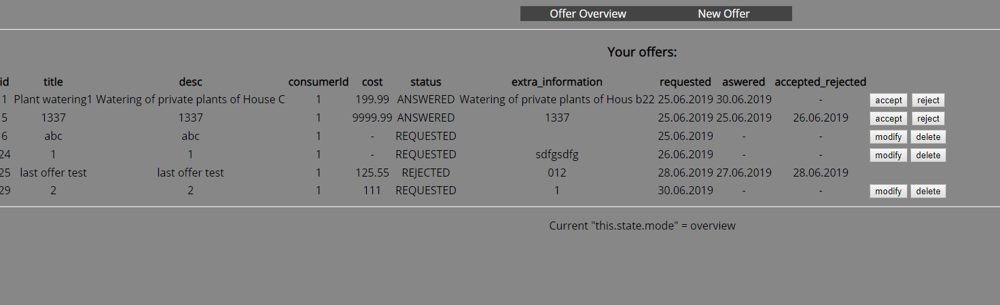 Offer Overview New Offer
Your offers:
id title desc consumerId cost status extra_information requested aswered accepted_rejected
1 Plant watering1 Watering of private plants of House C 1 199.99 ANSWERED Watering of private plants of Hous b22 25.06.2019 30.06.2019 - accept reject
5 1337 1337 1 9999.99 ANSWERED 1337 25.06.2019 25.06.2019 26.06.2019 accept reject
6 abc abc 1 - REQUESTED 25.06.2019 - - modify delete
24 1 1 1 - REQUESTED sdfgsdfg 26.06.2019 - - modify delete
25 last offer test last offer test 1 125.55 REJECTED 012 28.06.2019 27.06.2019 28.06.2019
29 2 2 1 111 REQUESTED 1 30.06.2019 - - modify delete
Current "this.state.mode" = overview